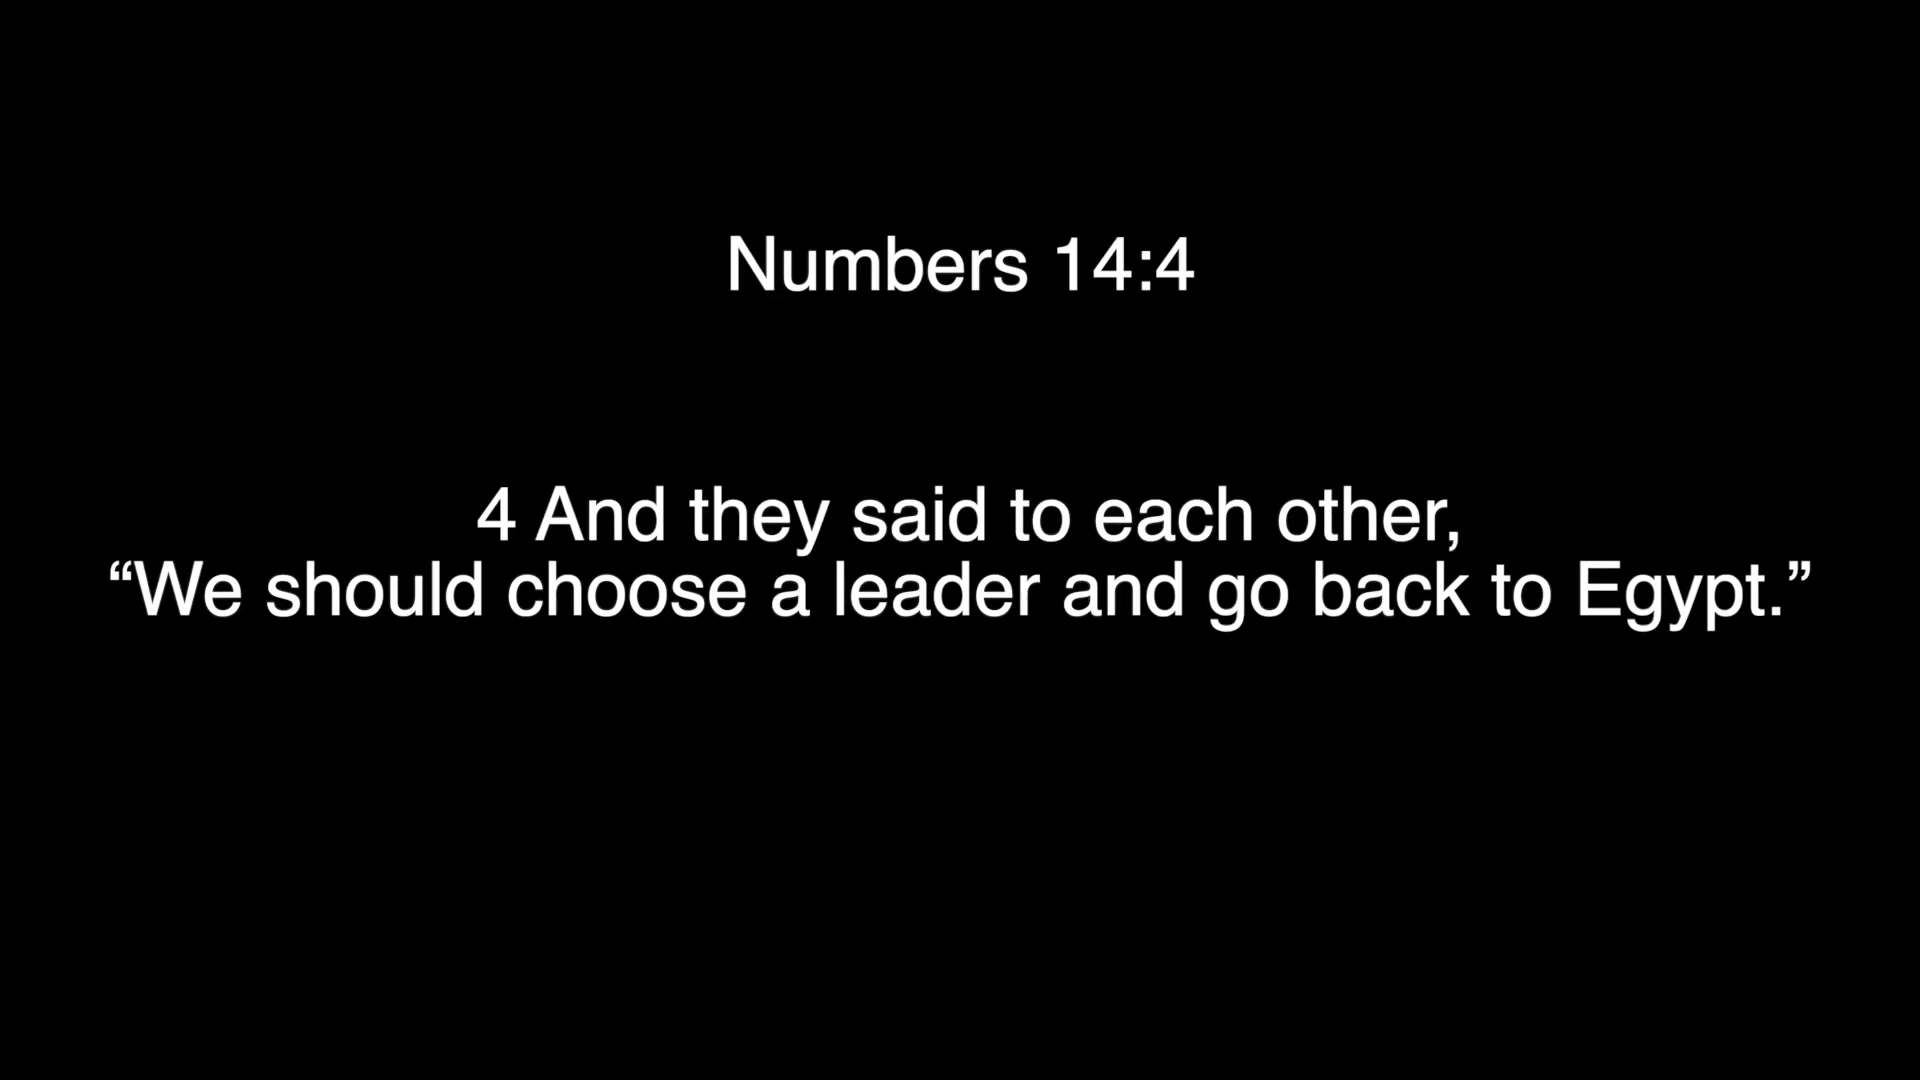 Numbers 14:4
4 And they said to each other,
“We should choose a leader and go back to Egypt.”